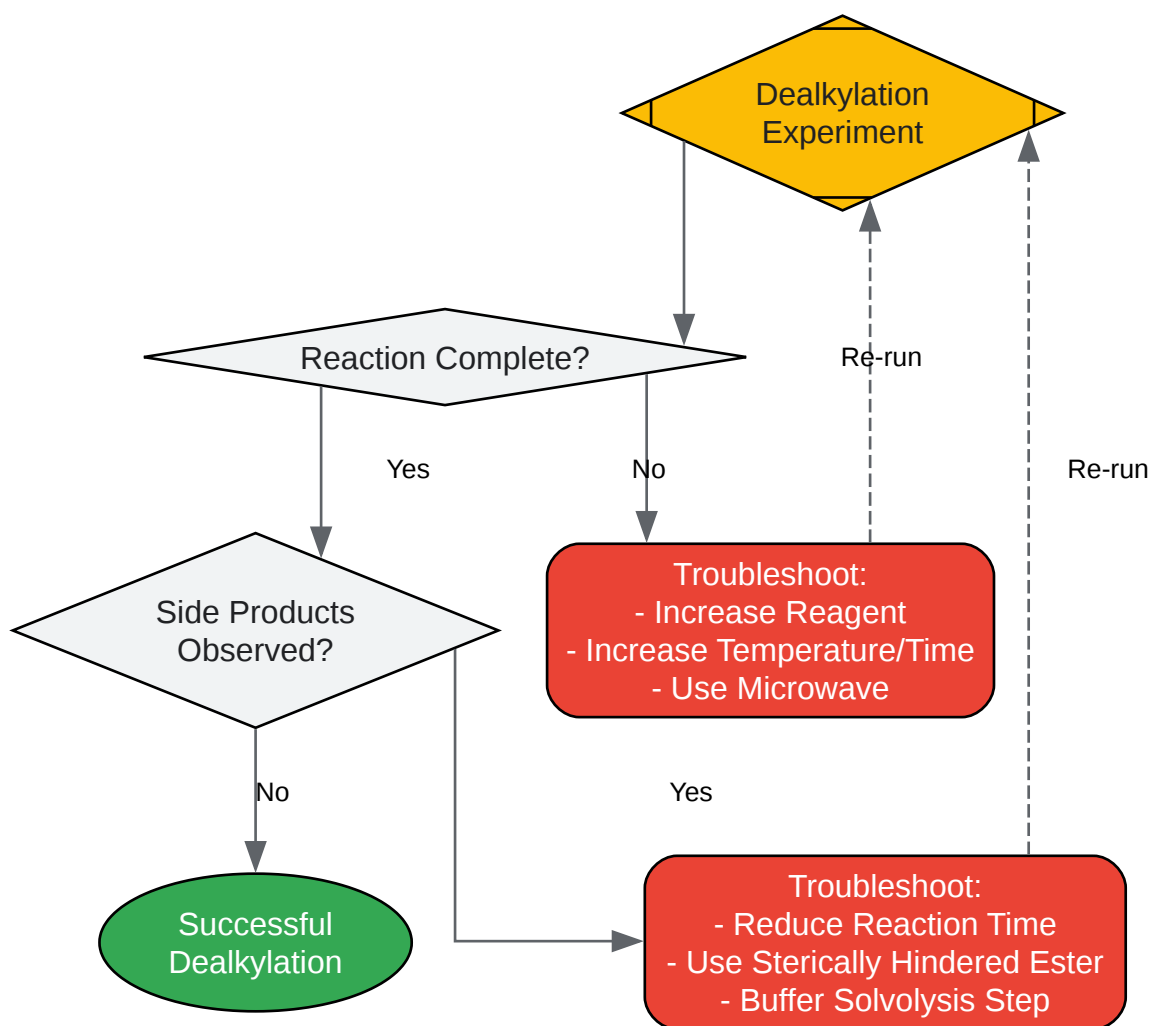 Dealkylation
Experiment
Reaction Complete?
Re-run
Yes
No
Re-run
Side Products
Observed?
Troubleshoot:
- Increase Reagent
- Increase Temperature/Time
- Use Microwave
No
Yes
Successful
Dealkylation
Troubleshoot:
- Reduce Reaction Time
- Use Sterically Hindered Ester
- Buffer Solvolysis Step